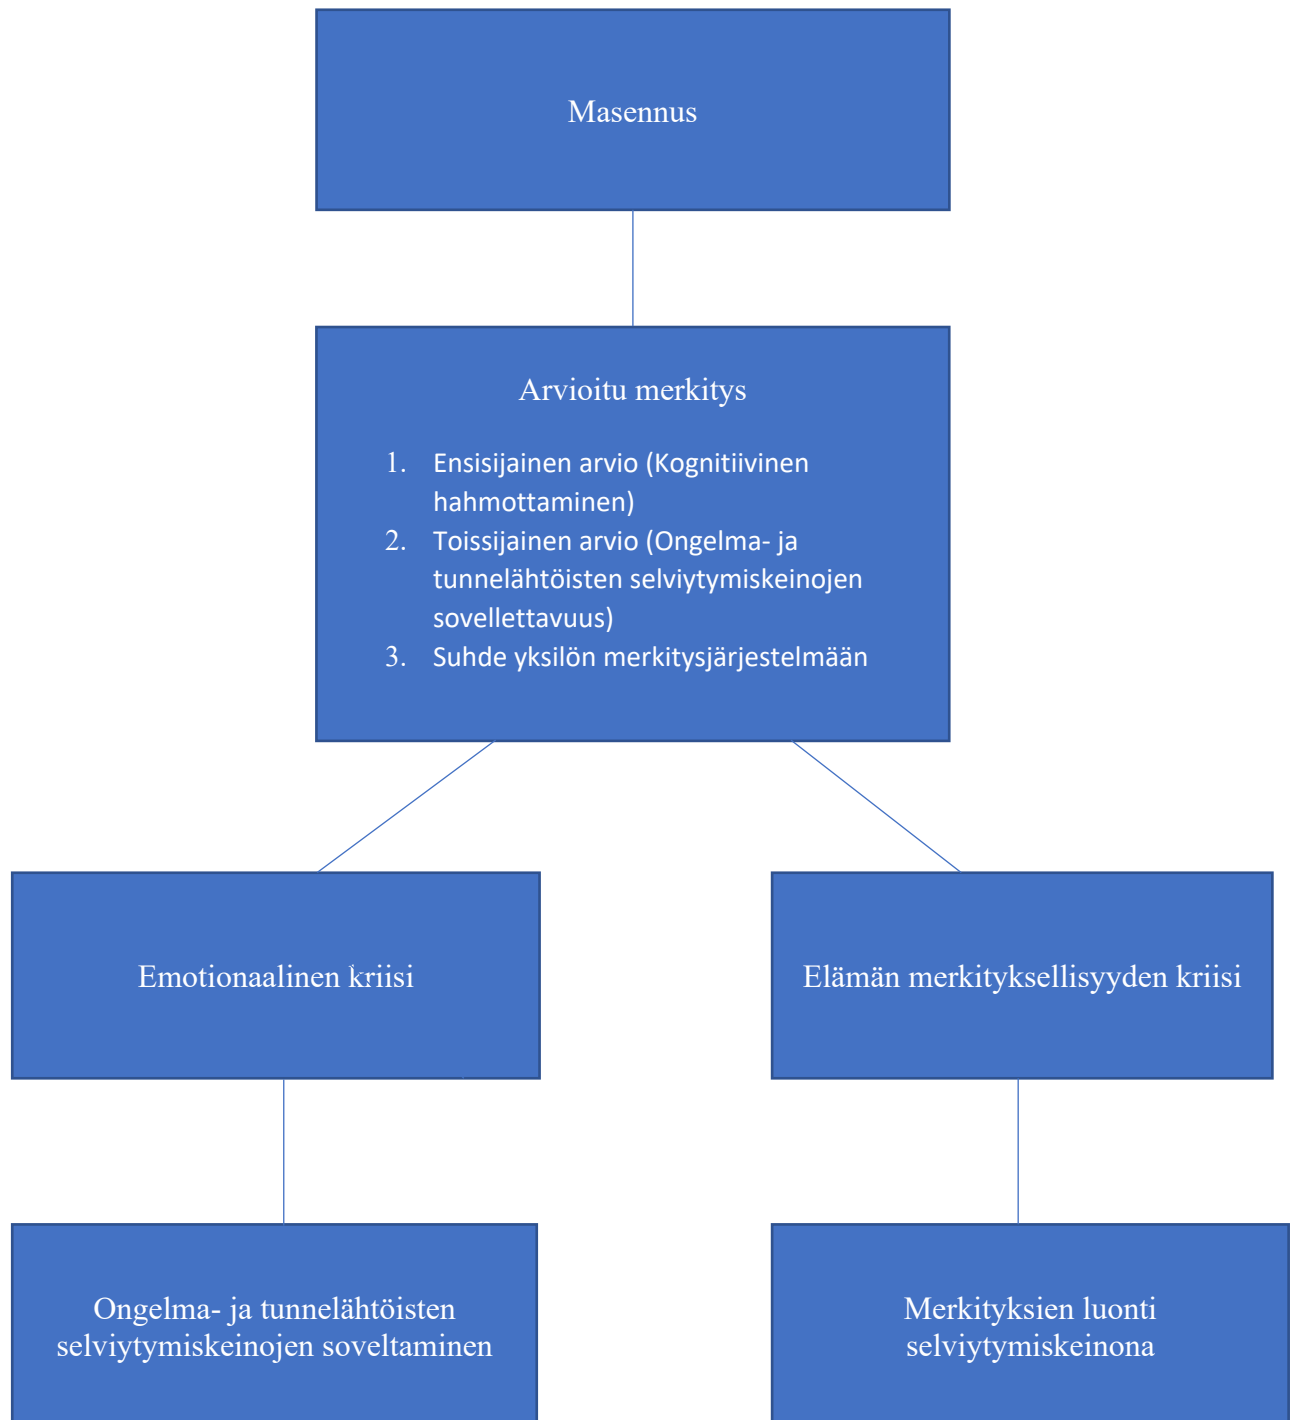 Masennus
Arvioitu merkitys
1. Ensisijainen arvio (Kognitiivinen
hahmottaminen)
2. Toissijainen arvio (Ongelma- ja
tunnelähtöisten selviytymiskeinojen
sovellettavuus)
3. Suhde yksilön merkitysjärjestelmään
Emotionaalinen kriisi
Elämän merkityksellisyyden kriisi
Ongelma- ja tunnelähtöisten
selviytymiskeinojen soveltaminen
Merkityksien luonti
selviytymiskeinona